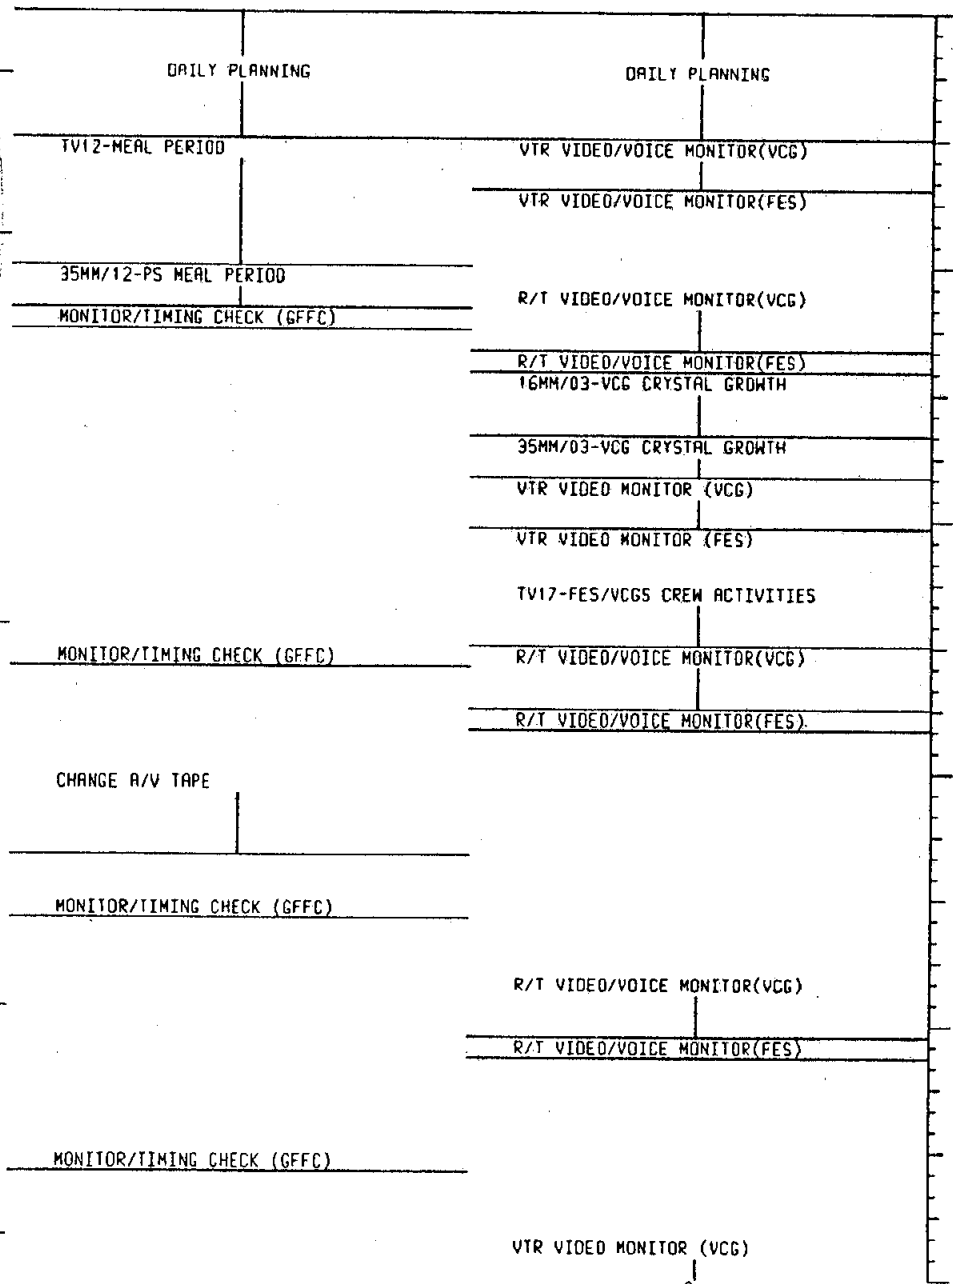 DAILY PLANNING
TV12-MEAL PERIOD
35MM/12-PS MEAL PERIOD
MONITOR/TIMING CHECK (GFFC)
MONITOR/TIMING CHECK (GFFC)
CHANGE A/V TAPE
MONITOR/TIMING CHECK (GFFC)
MONITOR/TIMING CHECK (GFFC)
DAILY PLANNING
VTR VIDEO/VOICE MONITOR(VCG)
VTR VIDEO/VOICE MONITOR(FES)
R/T VIDEO/VOICE MONITOR(VCG)
R/T VIDEO/VOICE MONITOR(FES)
16MM/03-VCG CRYSTAL GROWTH
35MM/03-VCG CRYSTAL GROWTH
VTR VIDEO MONITOR (VCG)
VTR VIDEO MONITOR (FES)
TV17-FES/VCGS CREW ACTIVITIES
R/T VIDEO/VOICE MONITOR(VCG)
R/T VIDEO/VOICE MONITOR(FES)
R/T VIDEO/VOICE MONITOR(VCG)
R/T VIDEO/VOICE MONITOR(FES)
VTR VIDEO MONITOR (VCG)